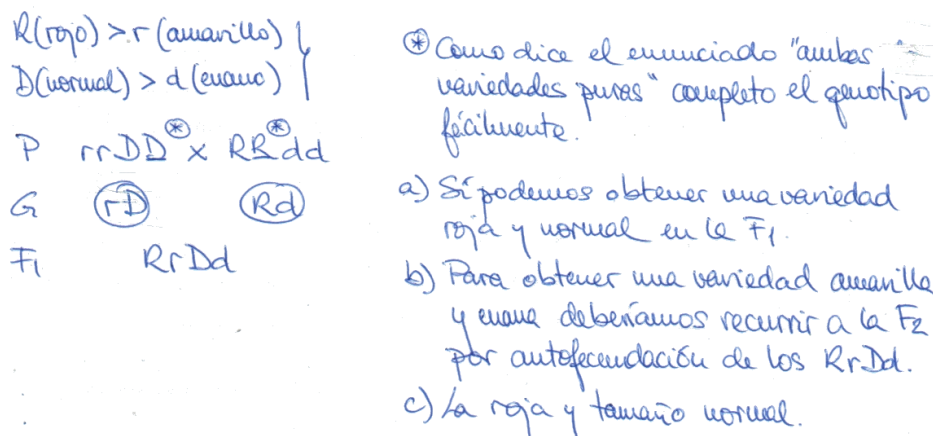 R(rojo) > r (amarillo)
D(normal) > d (enano)
P rrDD* x RR*dd
G rD Rd
F1 RrDd
* Como dice el enunciado "ambas
variedades puras" completo el genotipo
fácilmente.
a) Sí podemos obtener una variedad
roja y normal en la F1.
b) Para obtener una variedad amarilla
y enana deberíamos recurrir a la F2
por autofecundación de los RrDd.
c) La roja y tamaño normal.